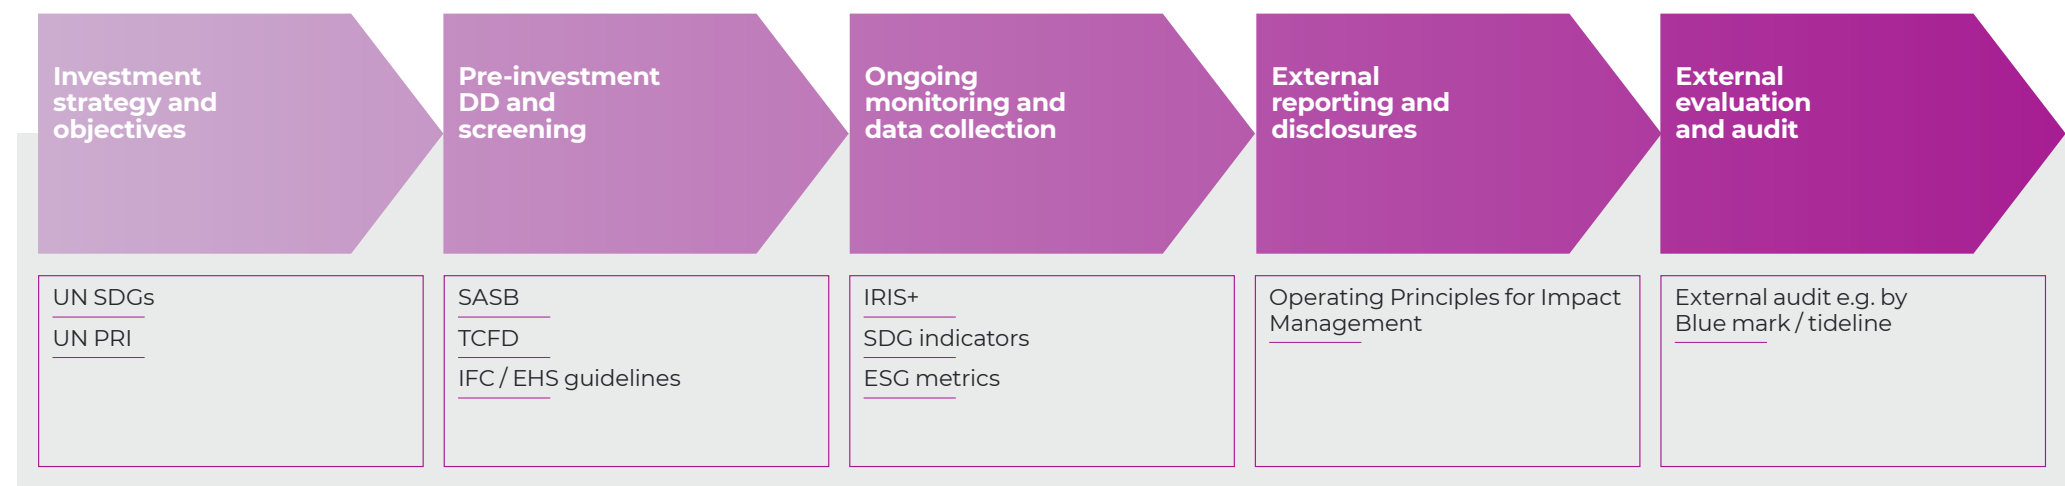 Investment
strategy and
objectives
Pre-investment
DD and
screening
Ongoing
monitoring and
data collection
External
reporting and
disclosures
External
evaluation
and audit
UN SDGs
UN PRI
SASB
TCFD
IFC / EHS guidelines
IRIS+
SDG indicators
ESG metrics
Operating Principles for Impact
Management
External audit e.g. by
Blue mark / tideline